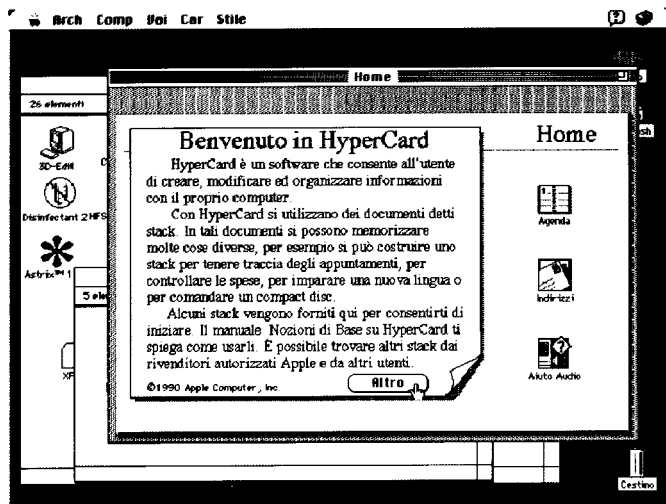 Arch Comp Voi Car Stile
Home
26 elementi
3D-Edit
Disinfectant 2
HFS
Astrix™ 1
Benvenuto in HyperCard
HyperCard è un software che consente all'utente
di creare, modificare ed organizzare informazioni
con il proprio computer.
Con HyperCard si utilizzano dei documenti detti
stack. In tali documenti si possono memorizzare
molte cose diverse, per esempio si può costruire uno
stack per tenere traccia degli appuntamenti, per
controllare le spese, per imparare una nuova lingua o
per comandare un compact disc.
Alcuni stack vengono forniti qui per consentirti di
iniziare. Il manuale Nozioni di Base su HyperCard ti
spiega come usarli. È possibile trovare altri stack dai
rivenditori autorizzati Apple e da altri utenti.
©1990 Apple Computer, Inc.
Altro
Home
Agenda
Indirizzi
Aiuto Audio
Cestino